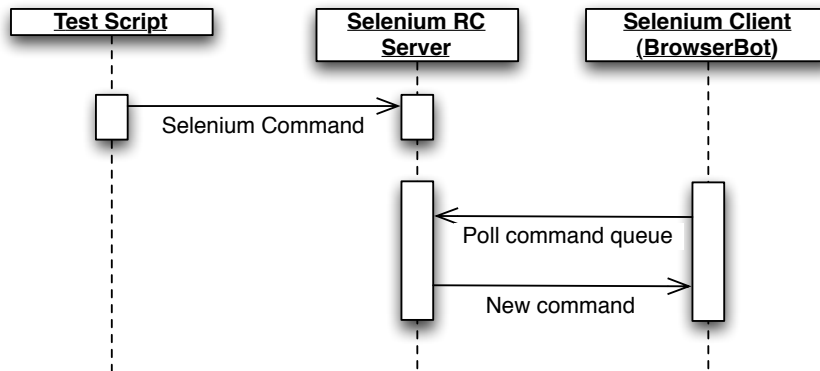 Test Script
Selenium RC
Server
Selenium Client
(BrowserBot)
Selenium Command
Poll command queue
New command